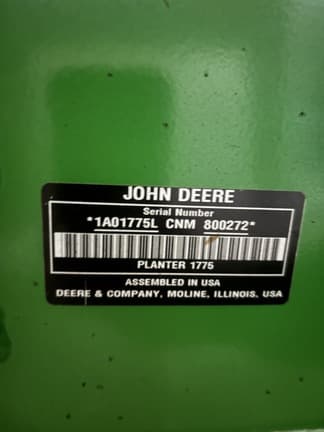 JOHN DEERE
Serial Number
*1A01775L CNM 800272*
PLANTER 1775
ASSEMBLED IN USA
DEERE & COMPANY, MOLINE, ILLINOIS, USA